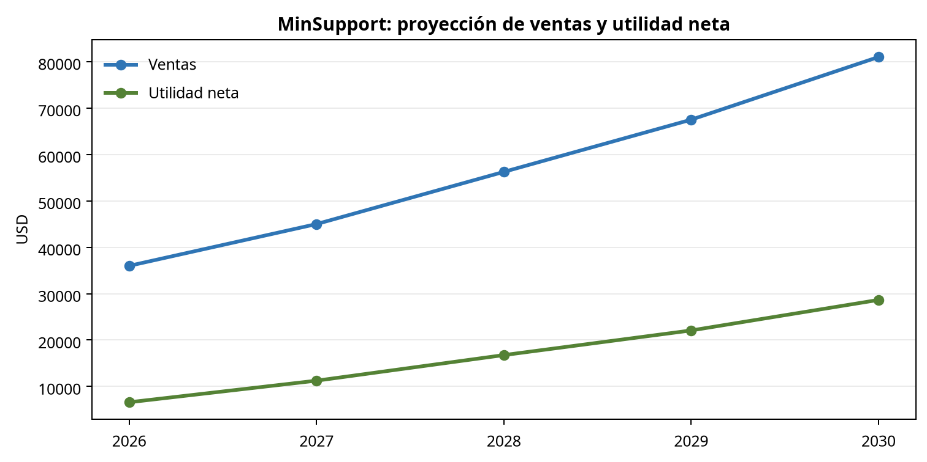 MinSupport: proyección de ventas y utilidad neta
Ventas
Utilidad neta
USD
80000
70000
60000
50000
40000
30000
20000
10000
2026 2027 2028 2029 2030